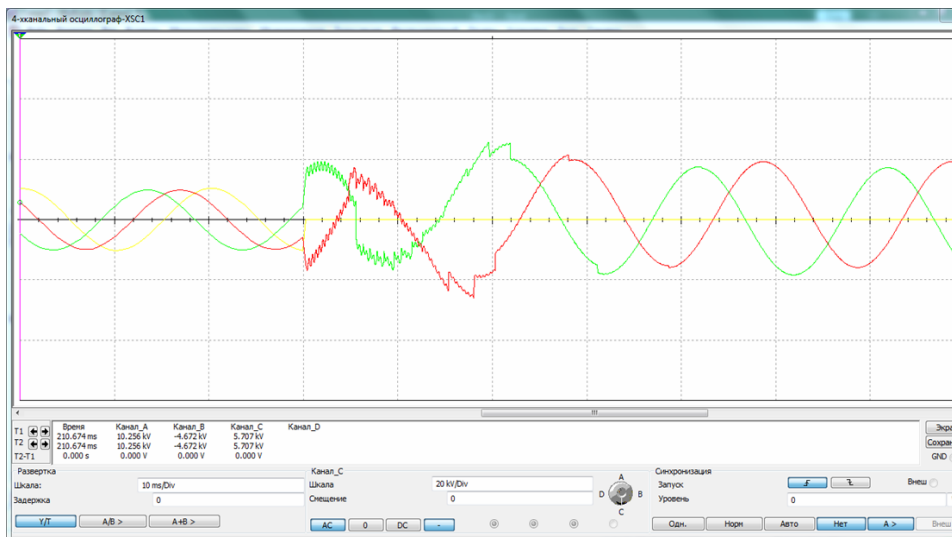 4-хканальный осциллограф-XSC1
T1
T2
T2-T1
Время Канал_A Канал_B Канал_C Канал_D
210.674 ms 10.256 kV -4.672 kV 5.707 kV
210.674 ms 10.256 kV -4.672 kV 5.707 kV
0.000 s 0.000 V 0.000 V 0.000 V
Экра
Сохран
GND
Развертка
Шкала: 10 ms/Div
Задержка 0
Y/T A/B > A+B >
Канал_C
Шкала 20 kV/Div
Смещение 0
AC 0 DC -
A
D B
C
Синхронизация
Запуск Внеш
Уровень 0
Одн. Норм Авто Нет A > Внеш